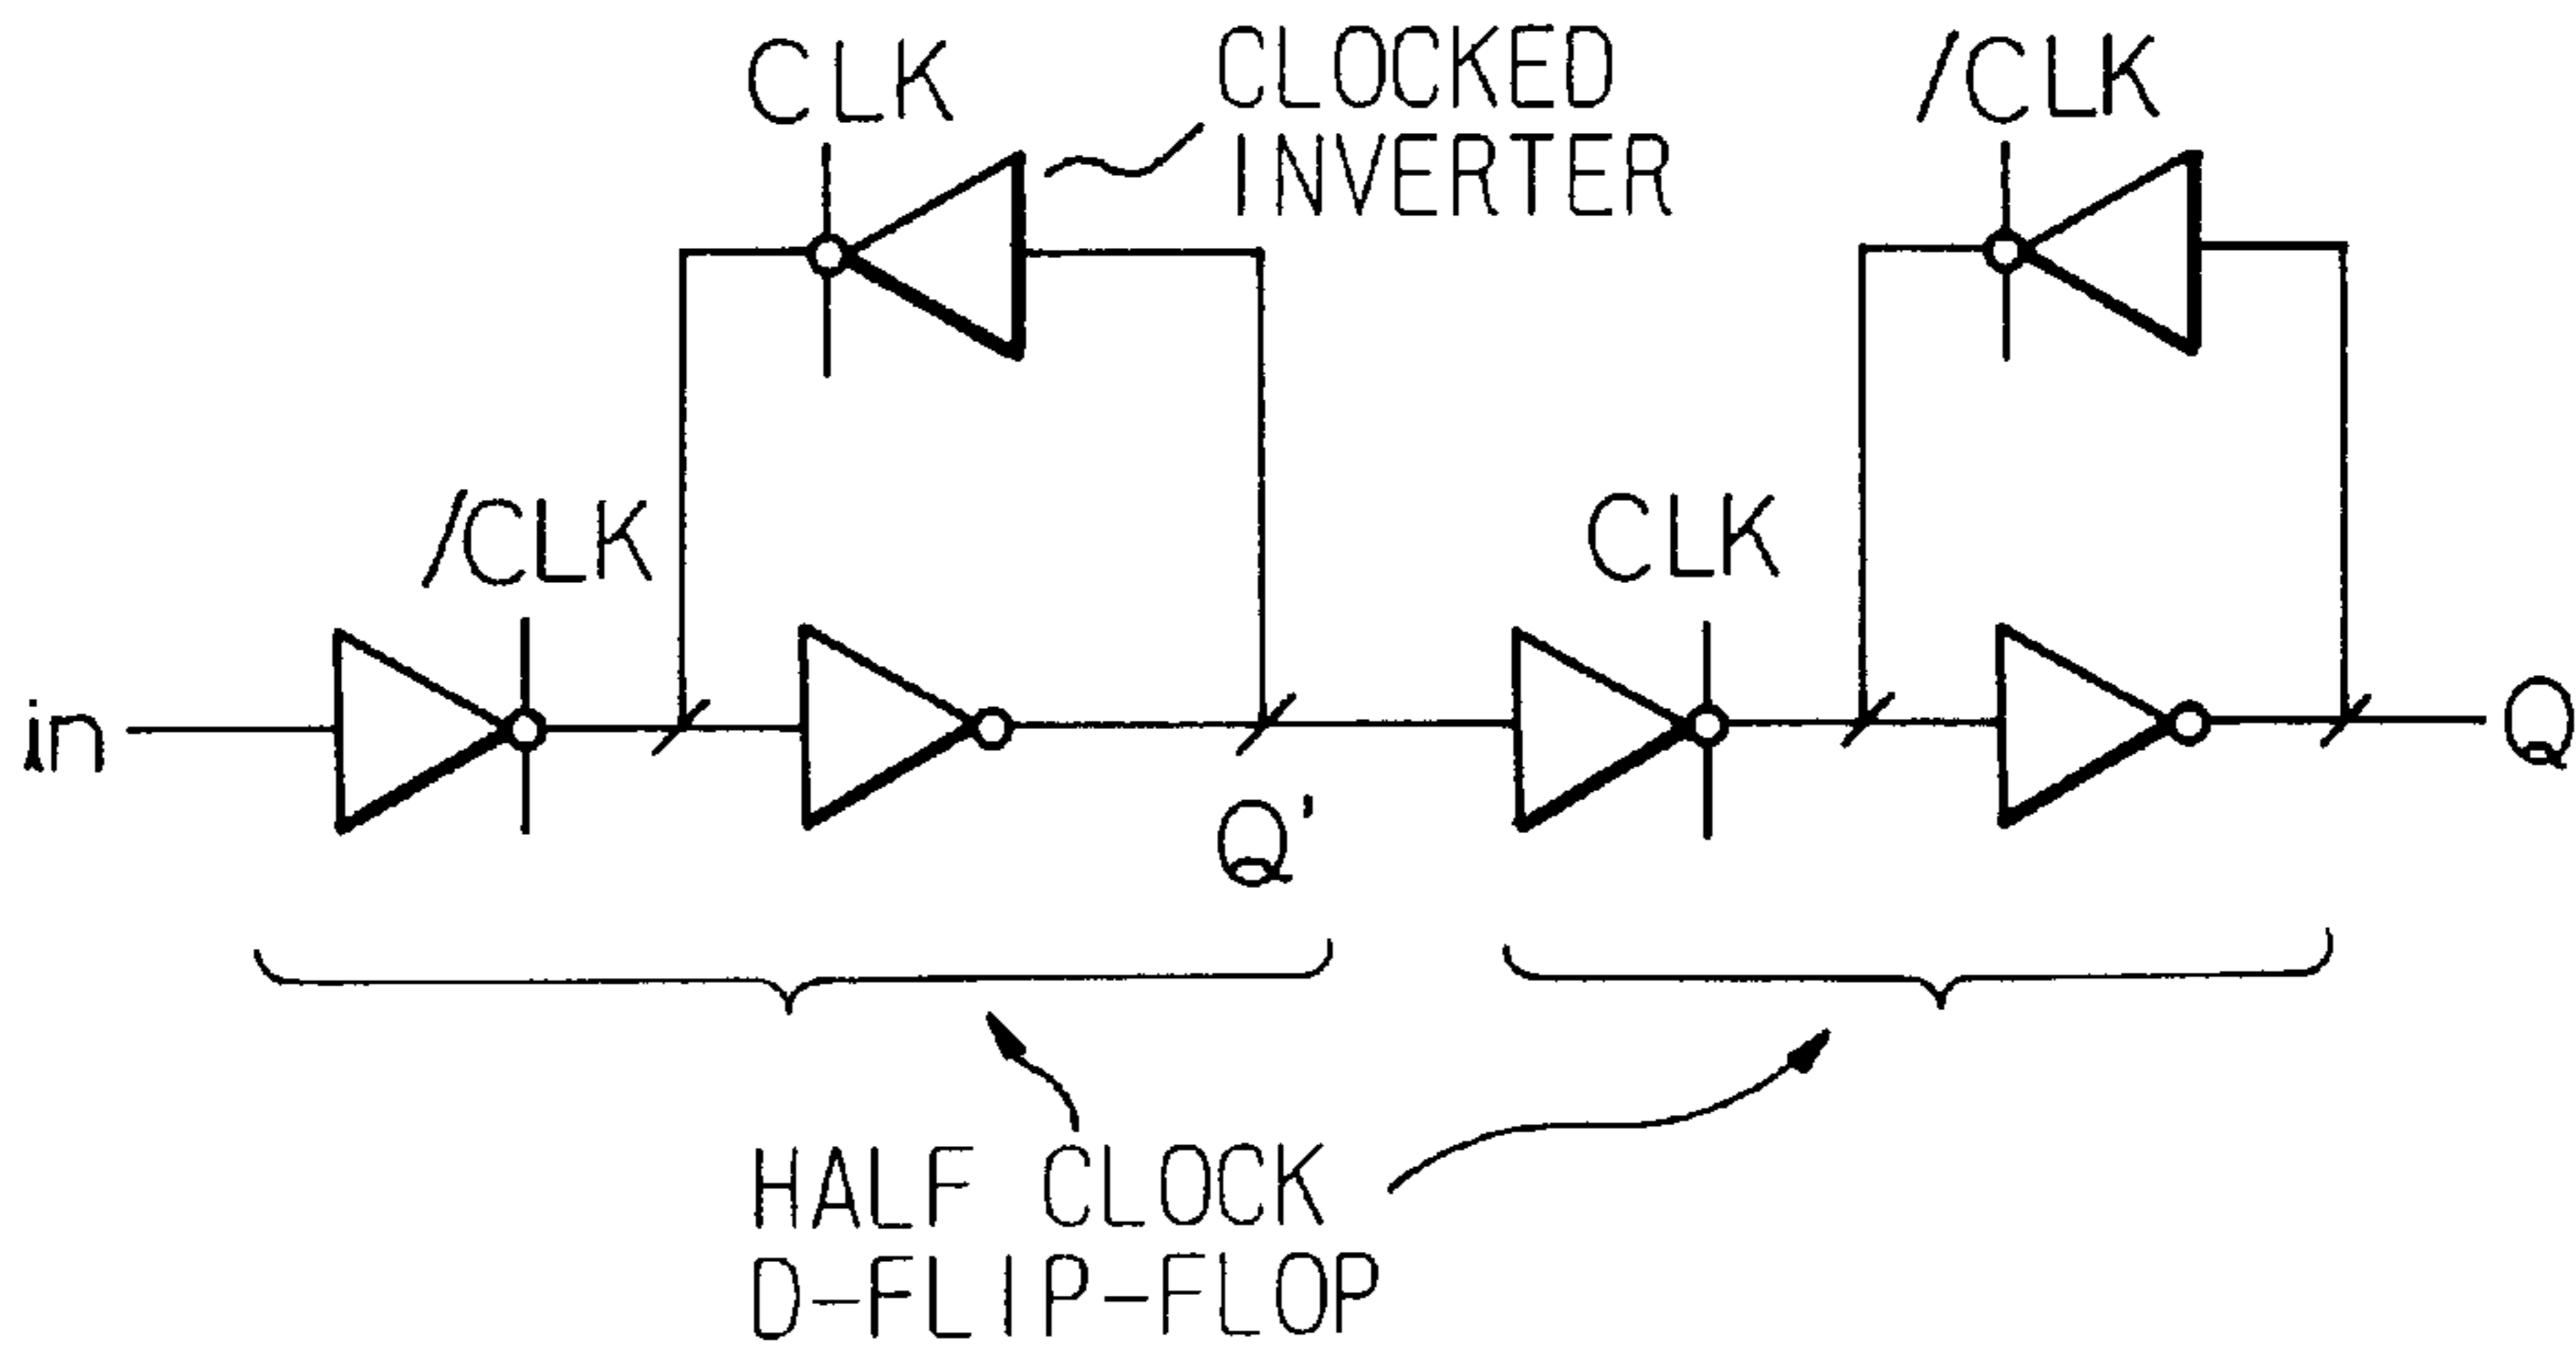 CLK
CLOCKED
INVERTER
/CLK
/CLK
CLK
in
Q'
Q
HALF CLOCK
D-FLIP-FLOP